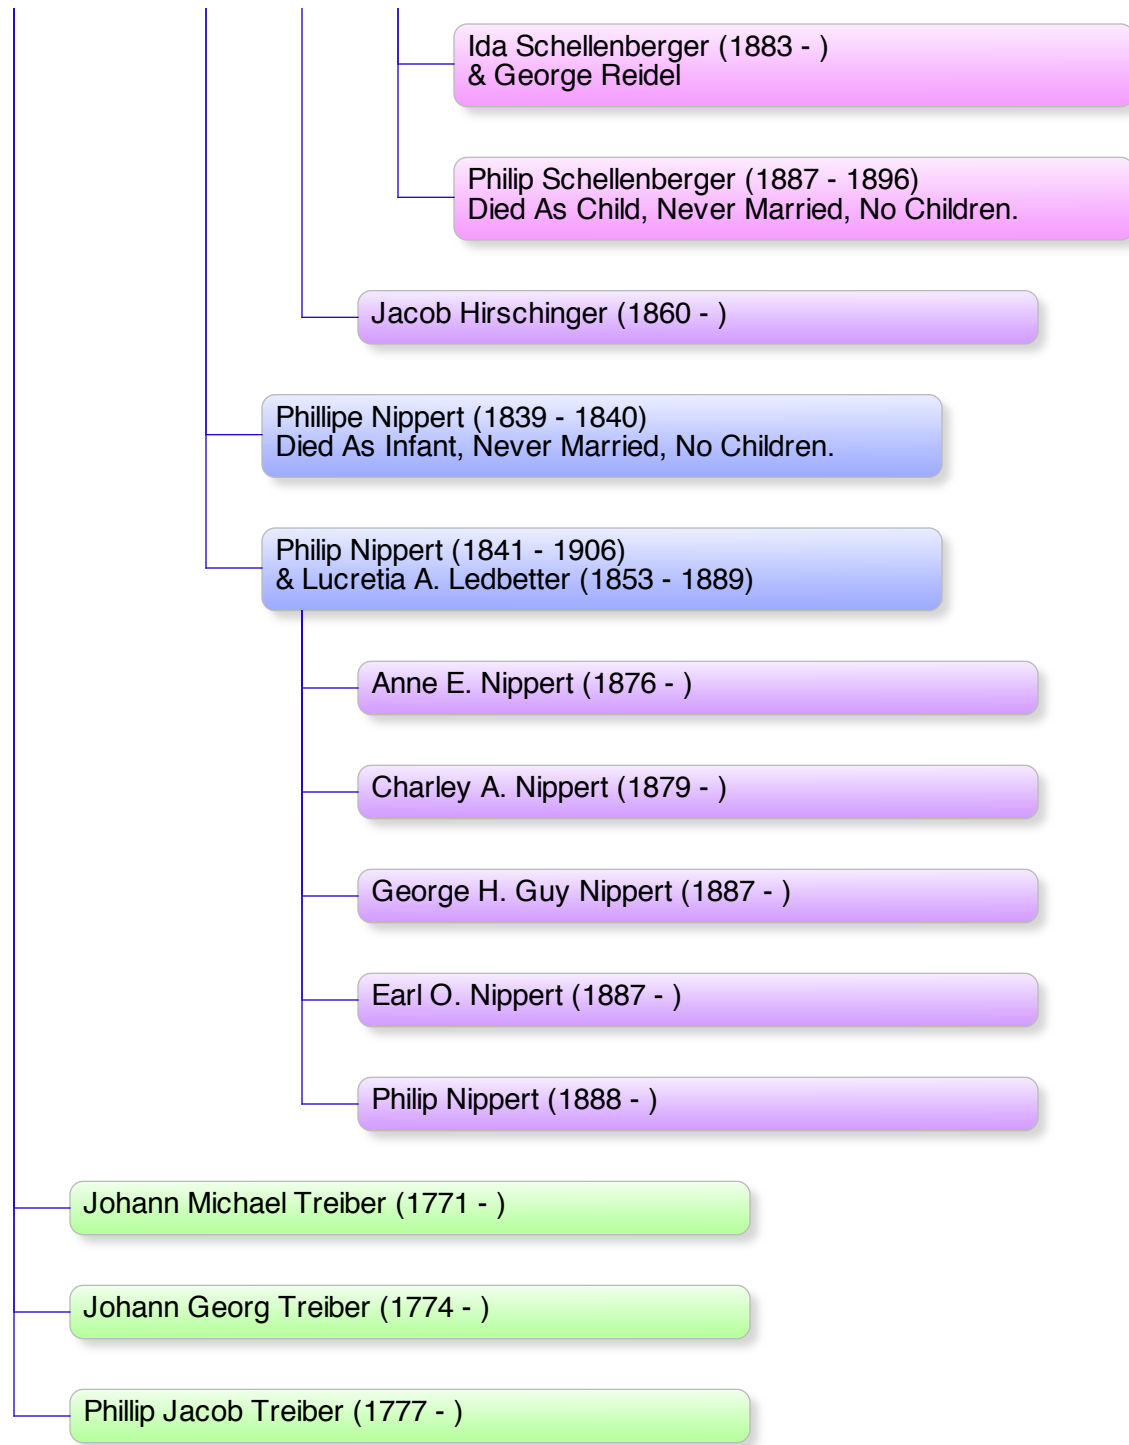 Ida Schellenberger (1883 - )
& George Reidel
Philip Schellenberger (1887 - 1896)
Died As Child, Never Married, No Children.
Jacob Hirschinger (1860 - )
Phillipe Nippert (1839 - 1840)
Died As Infant, Never Married, No Children.
Philip Nippert (1841 - 1906)
& Lucretia A. Ledbetter (1853 - 1889)
Anne E. Nippert (1876 - )
Charley A. Nippert (1879 - )
George H. Guy Nippert (1887 - )
Earl O. Nippert (1887 - )
Philip Nippert (1888 - )
Johann Michael Treiber (1771 - )
Johann Georg Treiber (1774 - )
Phillip Jacob Treiber (1777 - )